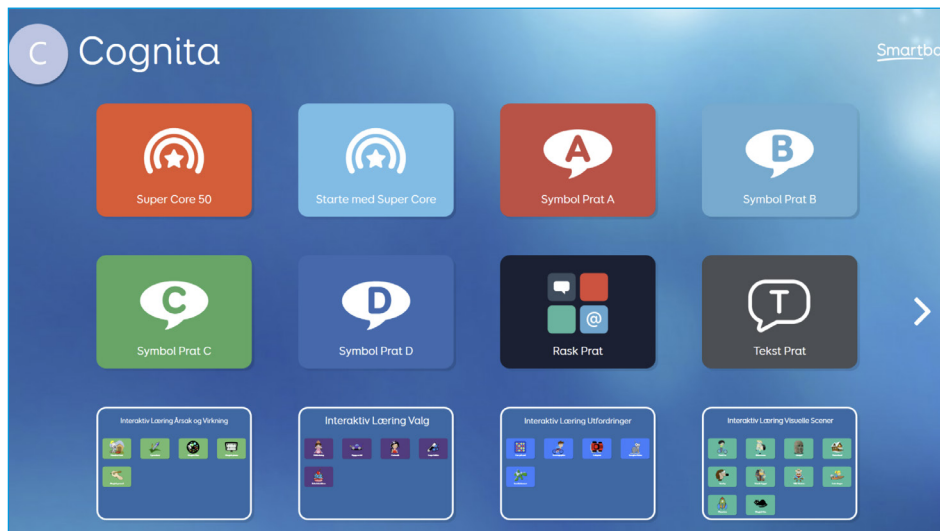 C Cognita
Smartbo
Super Core 50
Starte med Super Core
A
Symbol Prat A
B
Symbol Prat B
C
Symbol Prat C
D
Symbol Prat D
@
Rask Prat
T
Tekst Prat
Interaktiv Læring Årsak og Virkning
Interaktiv Læring Valg
Interaktiv Læring Utfordringer
Interaktiv Læring Visuelle Scener